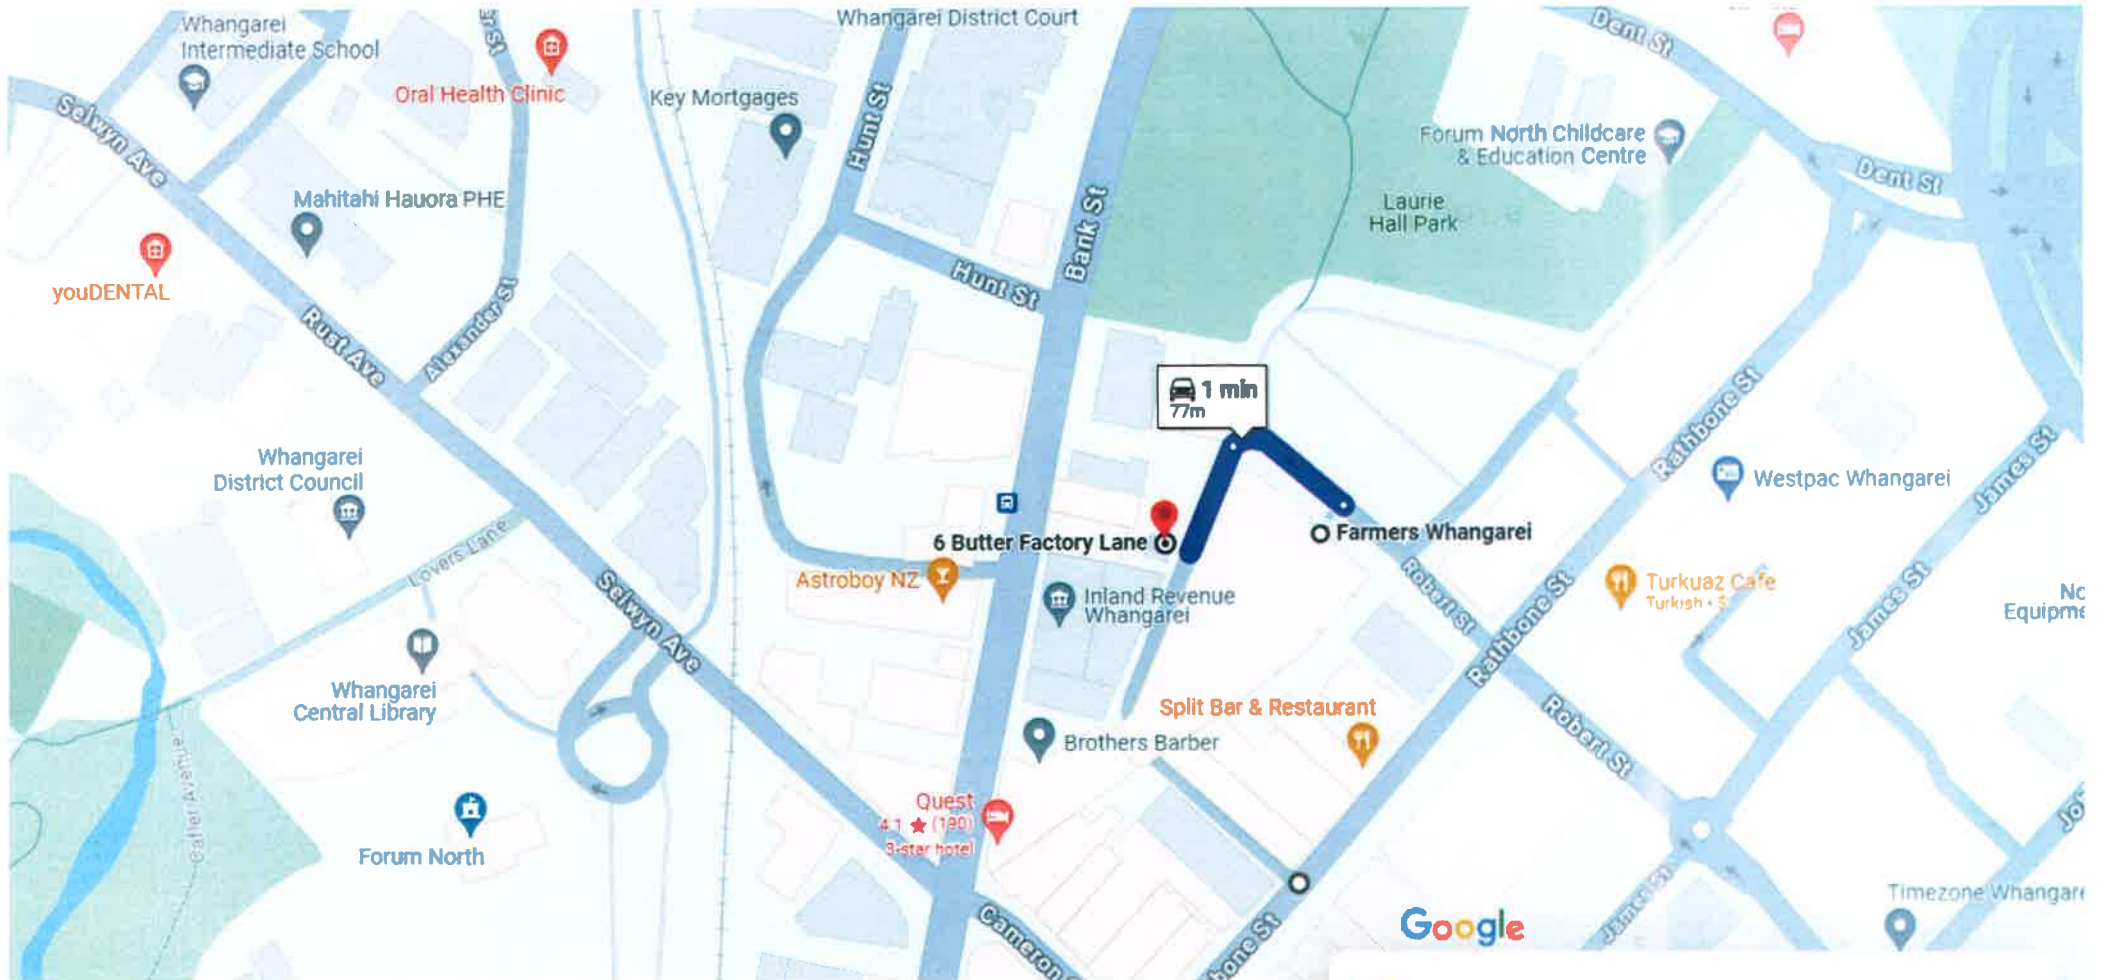 Whangarei
Intermediate School
Oral Health Clinic
Key Mortgages
Whangarei District Court
Dent St
Selwyn Ave
Hunt St
Forum North Childcare
& Education Centre
Dent St
Mahitahi Hauora PHE
Laurie
Hall Park
youDENTAL
Bank St
Hunt St
Alexander St
Rust Ave
1 min
77m
Rathbone St
Whangarei
District Council
Westpac Whangarei
James St
Lovers Lane
6 Butter Factory Lane
Farmers Whangarei
Astroboy NZ
Inland Revenue
Whangarei
Robert St
Rathbone St
Turkuaz Cafe
Turkish • $
James St
Selwyn Ave
Whangarei
Central Library
Split Bar & Restaurant
Brothers Barber
Robert St
Cafler Avenue
Quest
4.1 ★ (190)
3-star hotel
Forum North
James St
Cameron
Google